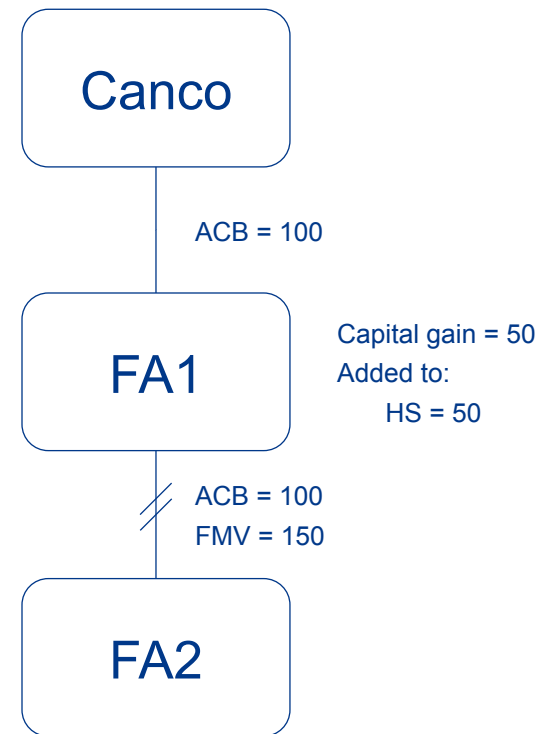 Canco
ACB = 100
FA1
Capital gain = 50
Added to:
HS = 50
ACB = 100
FMV = 150
FA2